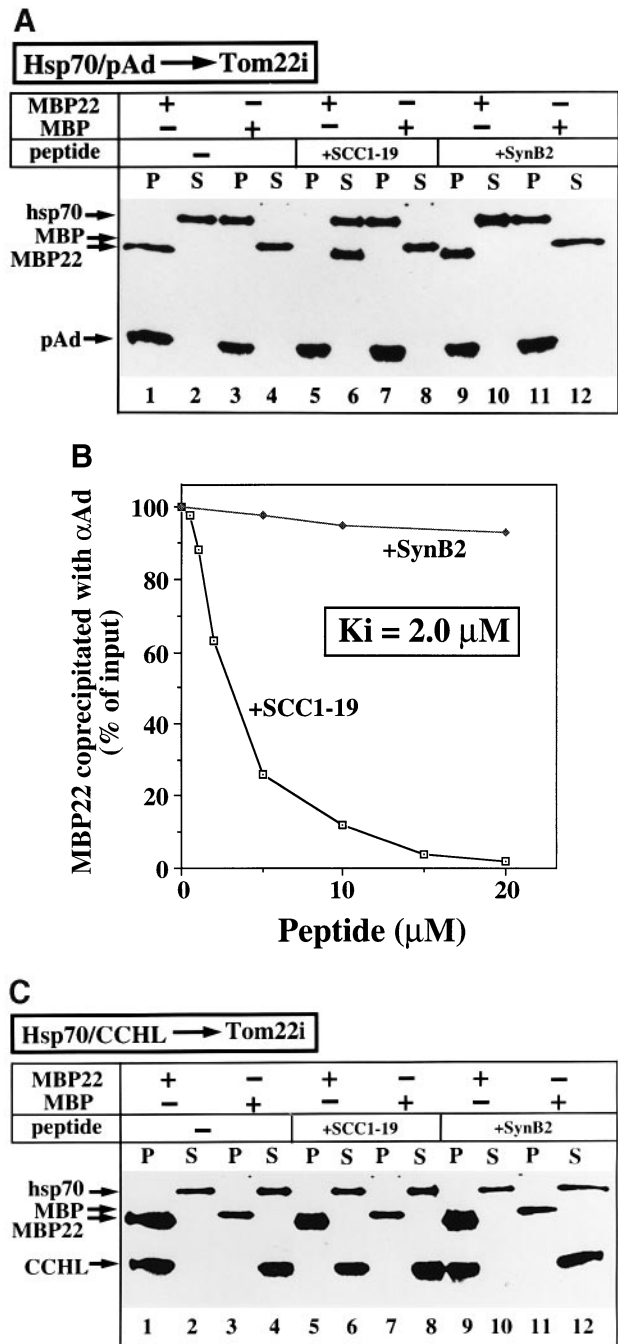 A
Hsp70/pAd → Tom22i
MBP22 + − + − + −
MBP − + − + − +
peptide − +SCC1-19 +SynB2
P S P S P S P S P S P S
hsp70
MBP
MBP22
pAd
1 2 3 4 5 6 7 8 9 10 11 12
B
MBP22 coprecipitated with αAd
(% of input)
100
80
60
40
20
0
+SynB2
Ki = 2.0 μM
+SCC1-19
0 10 20
Peptide (μM)
C
Hsp70/CCHL → Tom22i
MBP22 + − + − + −
MBP − + − + − +
peptide − +SCC1-19 +SynB2
P S P S P S P S P S P S
hsp70
MBP
MBP22
CCHL
1 2 3 4 5 6 7 8 9 10 11 12